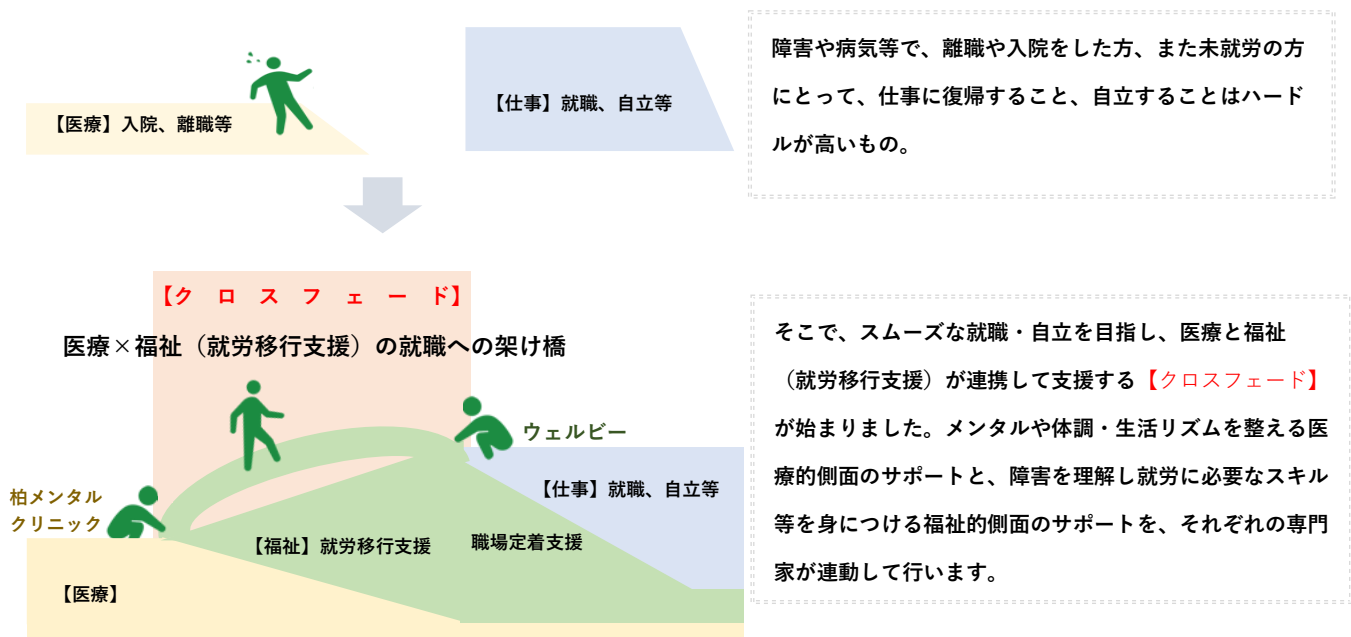 【医療】入院、離職等
【仕事】就職、自立等
障害や病気等で、離職や入院をした方、また未就労の方
にとって、仕事に復帰すること、自立することはハード
ルが高いもの。
【クロスフェード】
医療×福祉（就労移行支援）の就職への架け橋
ウェルビー
柏メンタル
クリニック
【仕事】就職、自立等
【福祉】就労移行支援
職場定着支援
【医療】
そこで、スムーズな就職・自立を目指し、医療と福祉
（就労移行支援）が連携して支援する【クロスフェード】
が始まりました。メンタルや体調・生活リズムを整える医
療的側面のサポートと、障害を理解し就労に必要なスキル
等を身につける福祉的側面のサポートを、それぞれの専門
家が連動して行います。